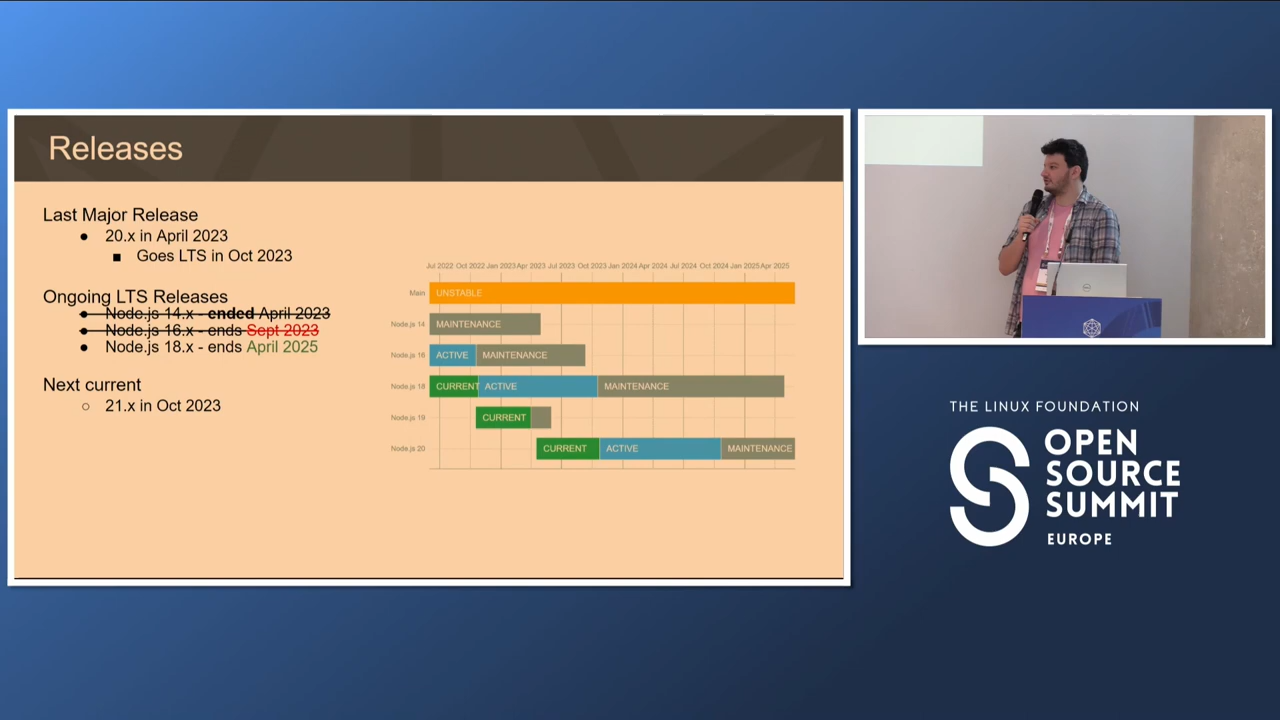 Releases
Last Major Release
● 20.x in April 2023
■ Goes LTS in Oct 2023
Ongoing LTS Releases
● Node.js 14.x - ended April 2023
● Node.js 16.x - ends Sept 2023
● Node.js 18.x - ends April 2025
Next current
○ 21.x in Oct 2023
Jul 2022 Oct 2022 Jan 2023 Apr 2023 Jul 2023 Oct 2023 Jan 2024 Apr 2024 Jul 2024 Oct 2024 Jan 2025 Apr 2025
Main UNSTABLE
Node.js 14 MAINTENANCE
Node.js 16 ACTIVE MAINTENANCE
Node.js 18 CURRENT ACTIVE MAINTENANCE
Node.js 19 CURRENT
Node.js 20 CURRENT ACTIVE MAINTENANCE
THE LINUX FOUNDATION
OPEN
SOURCE
SUMMIT
EUROPE